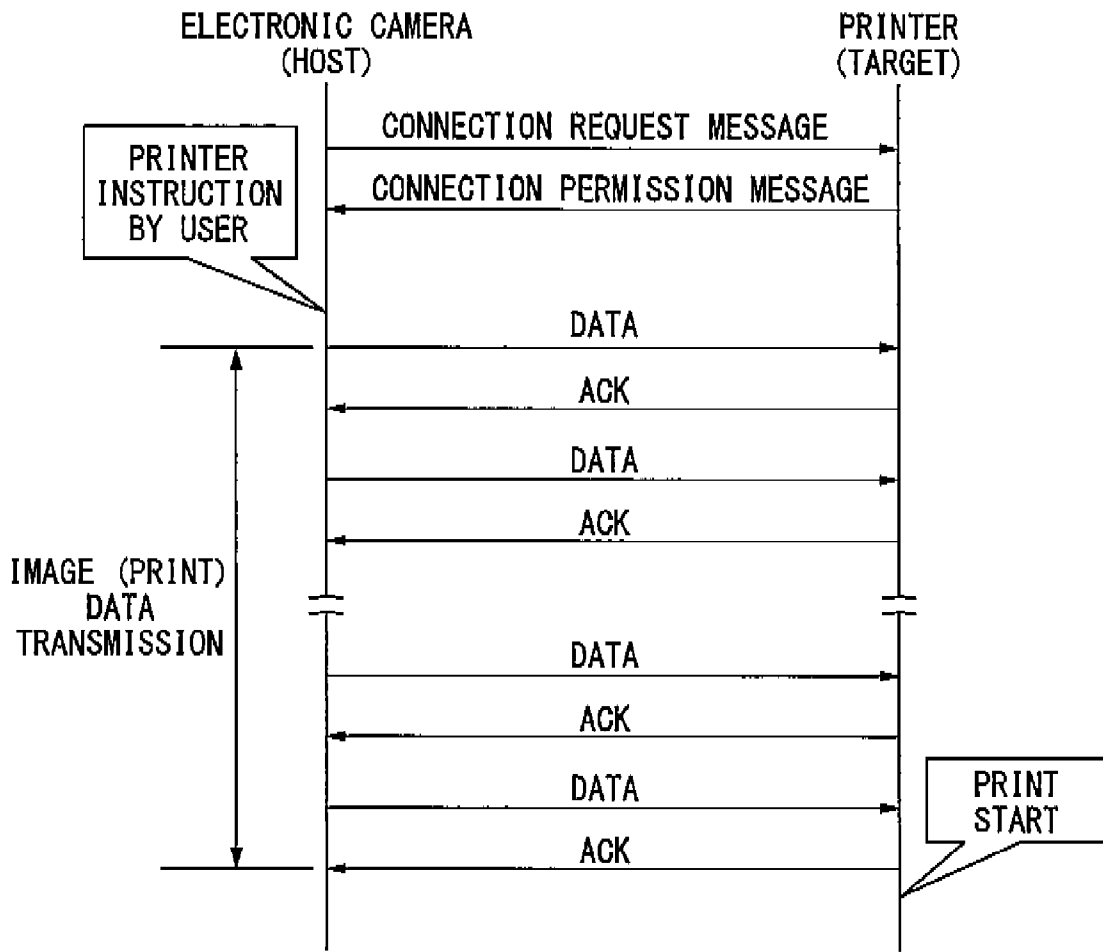 ELECTRONIC CAMERA
(HOST)
PRINTER
(TARGET)
CONNECTION REQUEST MESSAGE
PRINTER
INSTRUCTION
BY USER
CONNECTION PERMISSION MESSAGE
DATA
ACK
DATA
ACK
IMAGE (PRINT)
DATA
TRANSMISSION
DATA
ACK
DATA
PRINT
START
ACK